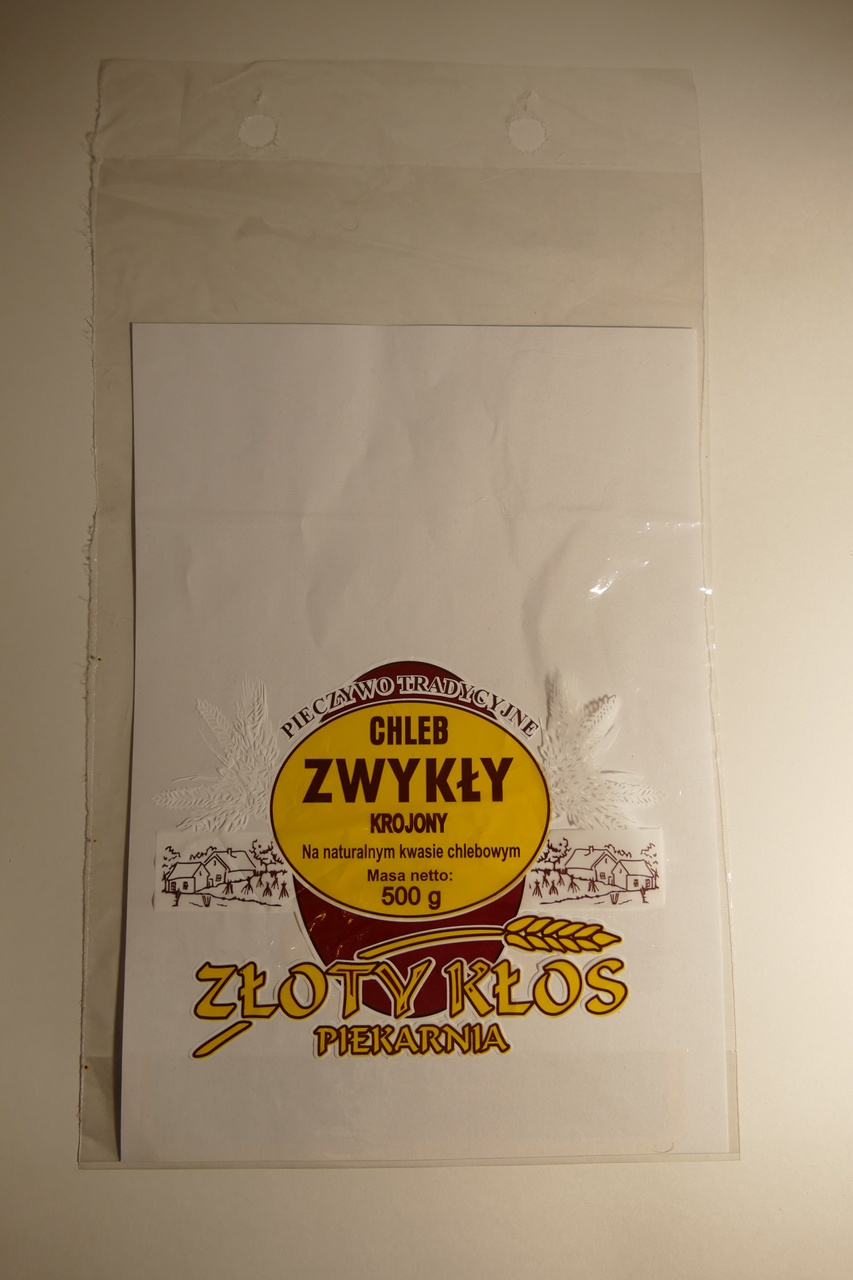 PIECZYWO TRADYCYJNE
CHLEB
ZWYKŁY
KROJONY
Na naturalnym kwasie chlebowym
Masa netto:
500 g
ZŁOTY KŁOS
PIEKARNIA